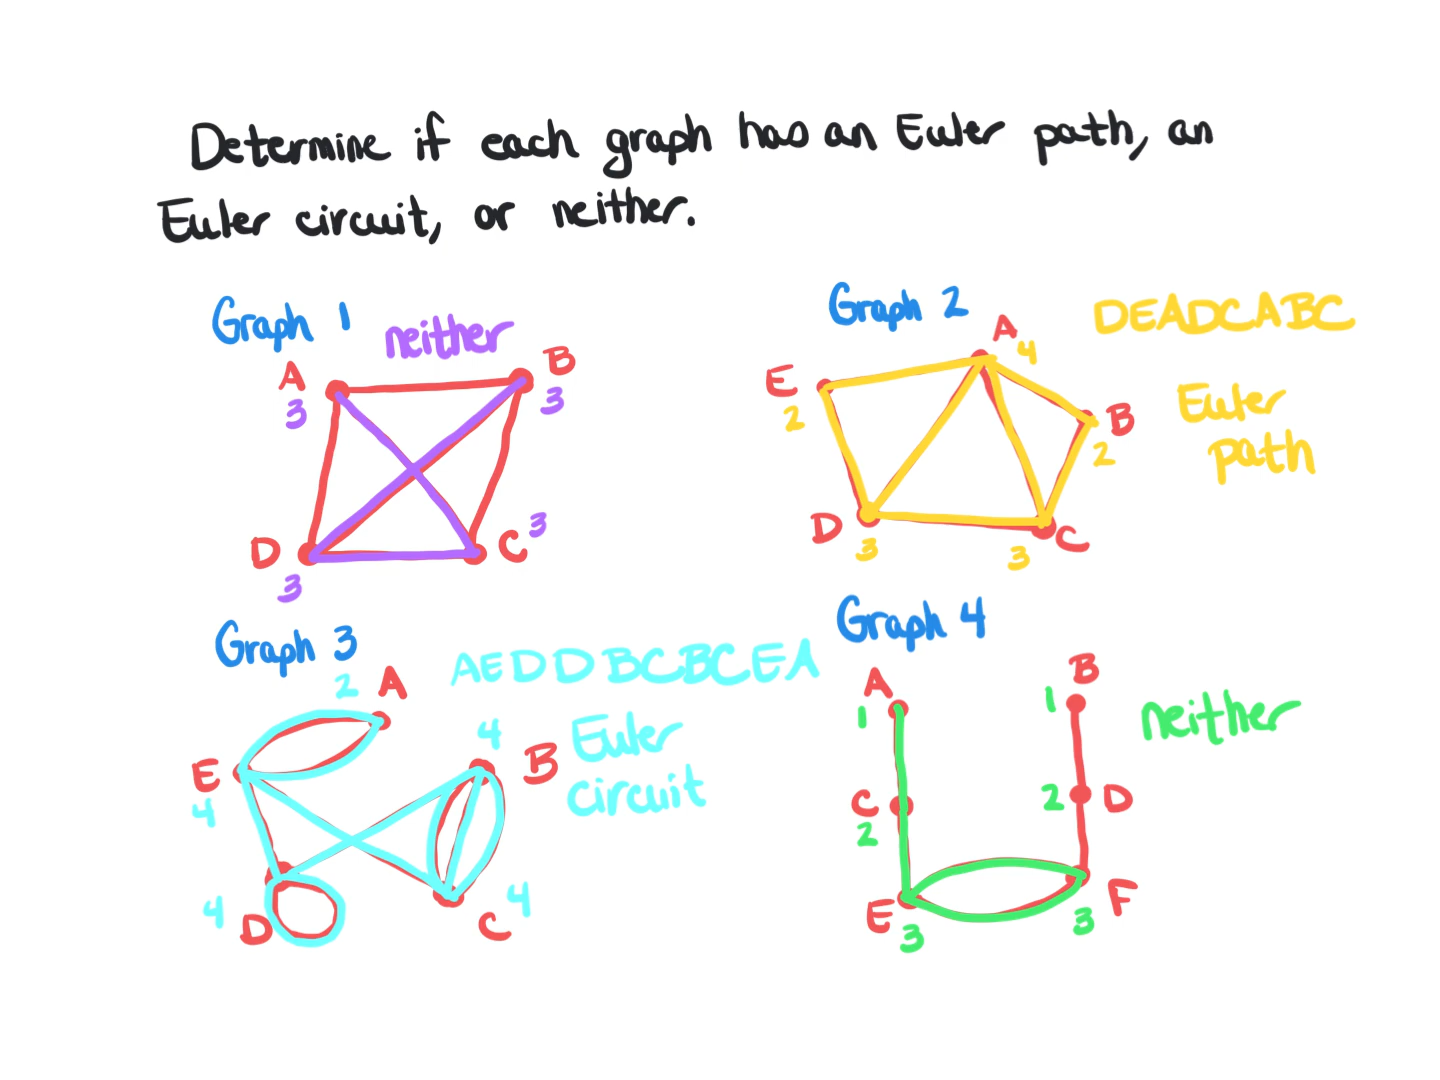 Determine if each graph has an Euler path, an
Euler circuit, or neither.
Graph 1 neither
A B
3 3
D C 3
3
Graph 2 DEADCABC
A 4
E
2
B
2
Euler
path
D C
3 3
Graph 3 AEDDBCBCEA
2 A
4 B Euler
circuit
E
4
4 D
C 4
Graph 4
A B
1 1
neither
C 2 D
2
E F
3 3